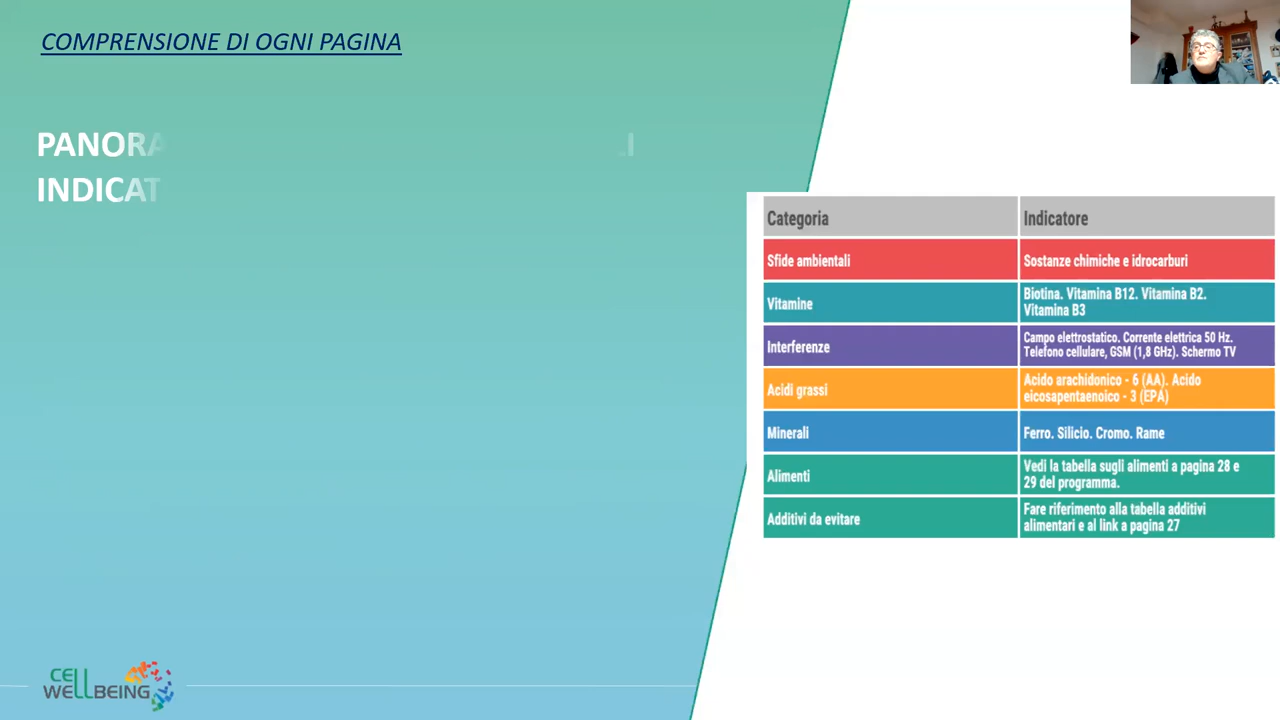 COMPRENSIONE DI OGNI PAGINA
Categoria
Indicatore
Sfide ambientali
Sostanze chimiche e idrocarburi
Vitamine
Biotina. Vitamina B12. Vitamina B2.
Vitamina B3
Interferenze
Campo elettrostatico. Corrente elettrica 50 Hz.
Telefono cellulare, GSM (1,8 GHz). Schermo TV
Acidi grassi
Acido arachidonico - 6 (AA). Acido
eicosapentaenoico - 3 (EPA)
Minerali
Ferro. Silicio. Cromo. Rame
Alimenti
Vedi la tabella sugli alimenti a pagina 28 e
29 del programma.
Additivi da evitare
Fare riferimento alla tabella additivi
alimentari e al link a pagina 27
CELL
WELLBEING